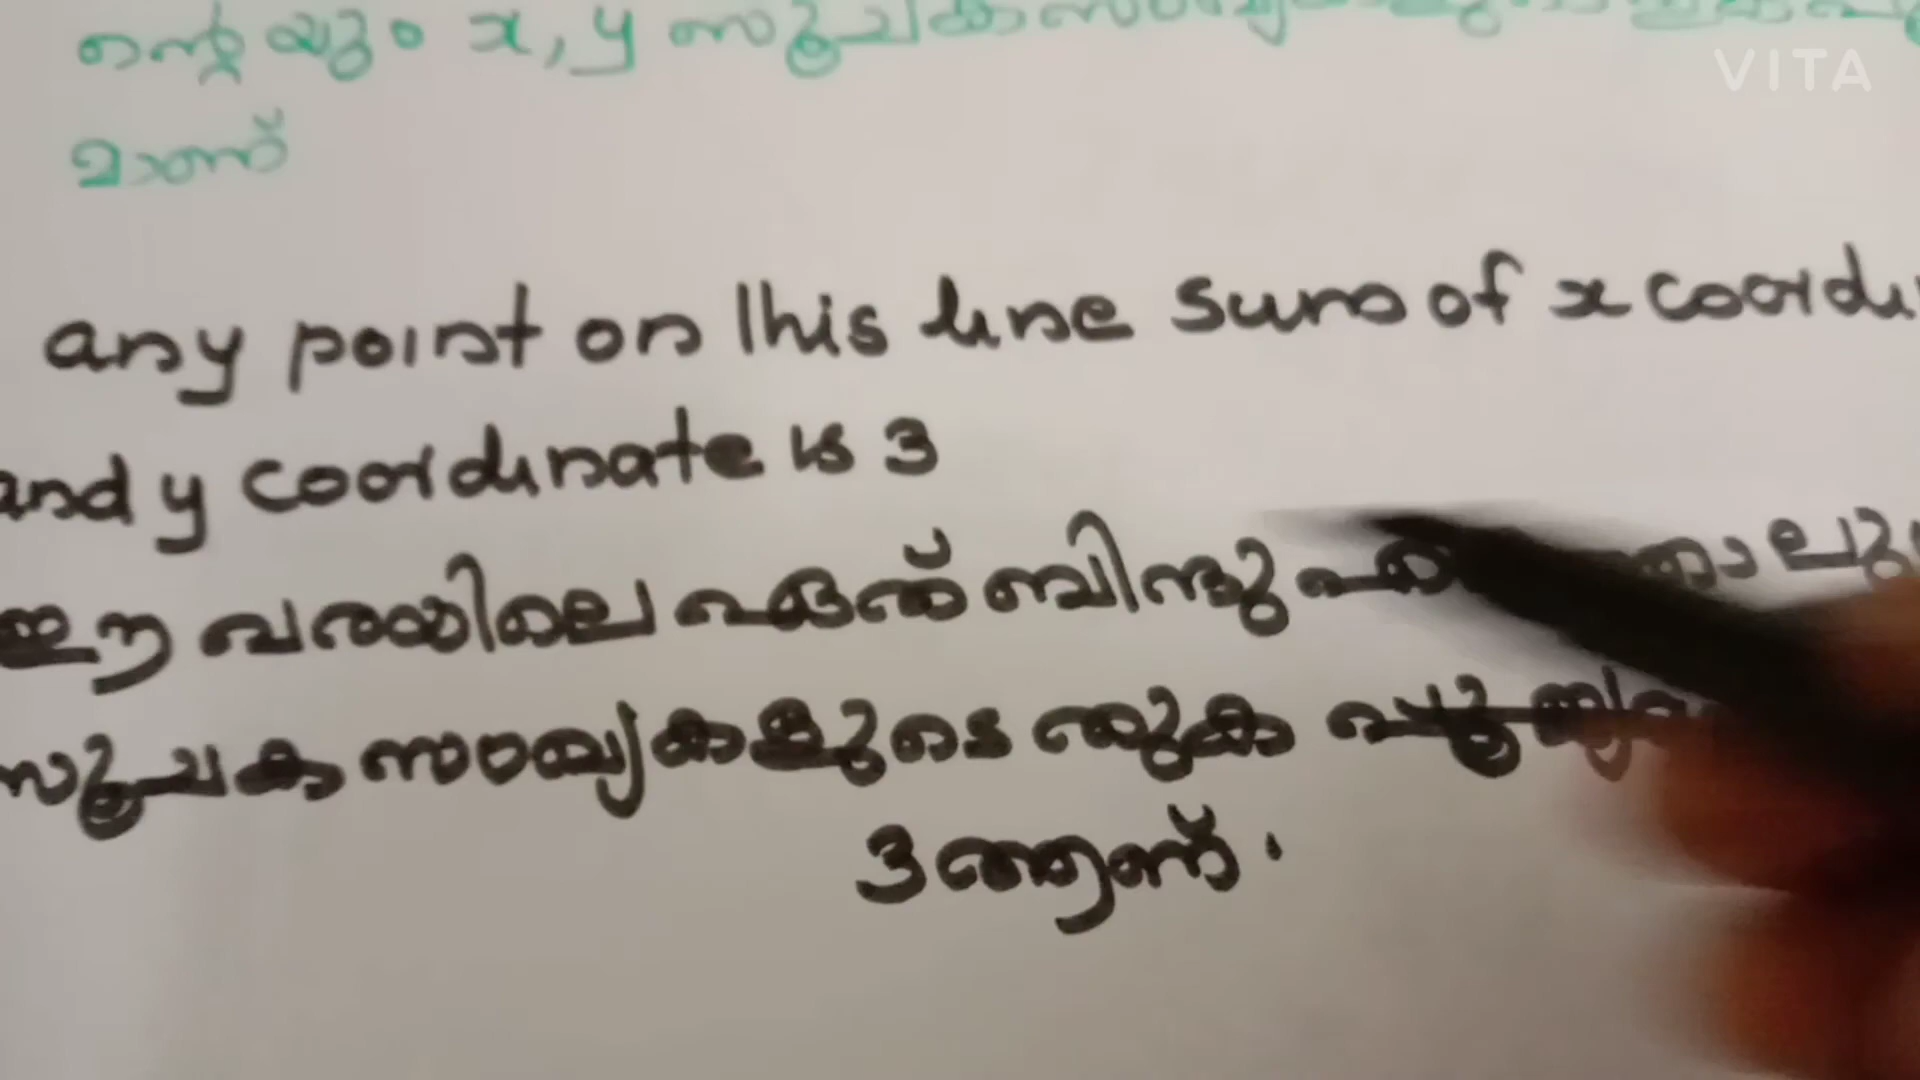 ന്റെയും x, y സൂചകസംഖ്യ
മാണ്
VITA
any point on this line sum of x coordi
and y coordinate is 3
ഈ വരയിലെ ഏത് ബിന്ദു
സൂചക സംഖ്യകളുടെ തുക
3 ആണ്.